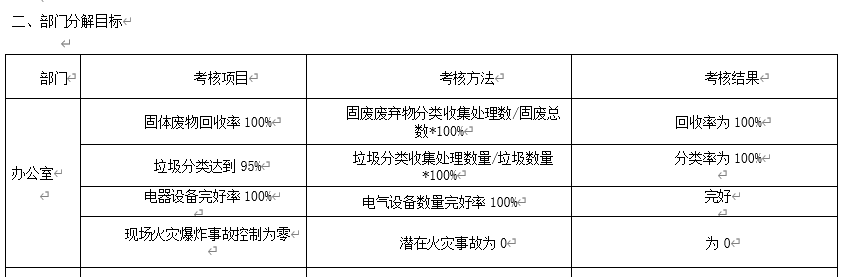 二、部门分解目标
部门 考核项目 考核方法 考核结果
办公室
固体废物回收率 100%
固废废弃物分类收集处理数/固废总
数*100%
回收率为 100%
垃圾分类达到 95%
垃圾分类收集处理数量/垃圾数量
*100%
分类率为 100%
电器设备完好率 100%
电气设备数量完好率 100%
完好
现场火灾爆炸事故控制为零
潜在火灾事故为 0
为 0